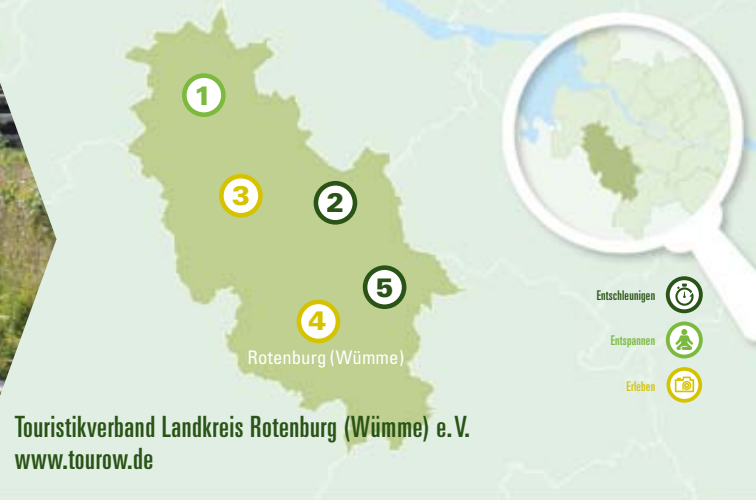 1
3
2
5
4
Rotenburg (Wümme)
Entschleunigen
Entspannen
Erleben
Touristikverband Landkreis Rotenburg (Wümme) e. V.
www.tourow.de